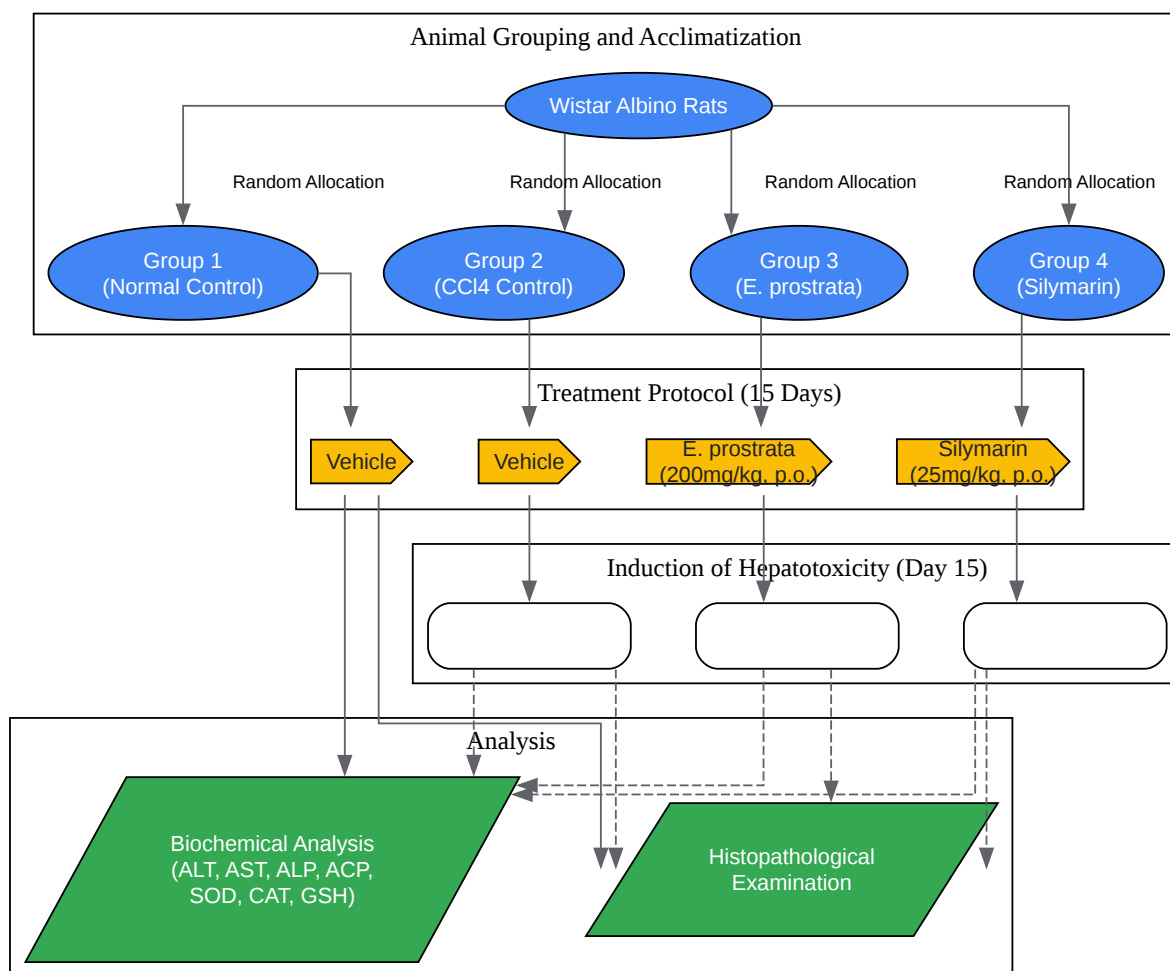 Animal Grouping and Acclimatization
Wistar Albino Rats
Random Allocation
Random Allocation
Random Allocation
Random Allocation
Group 1
(Normal Control)
Group 2
(CCl4 Control)
Group 3
(E. prostrata)
Group 4
(Silymarin)
Treatment Protocol (15 Days)
Vehicle
Vehicle
E. prostrata
(200mg/kg, p.o.)
Silymarin
(25mg/kg, p.o.)
Induction of Hepatotoxicity (Day 15)
Analysis
Biochemical Analysis
(ALT, AST, ALP, ACP,
SOD, CAT, GSH)
Histopathological
Examination